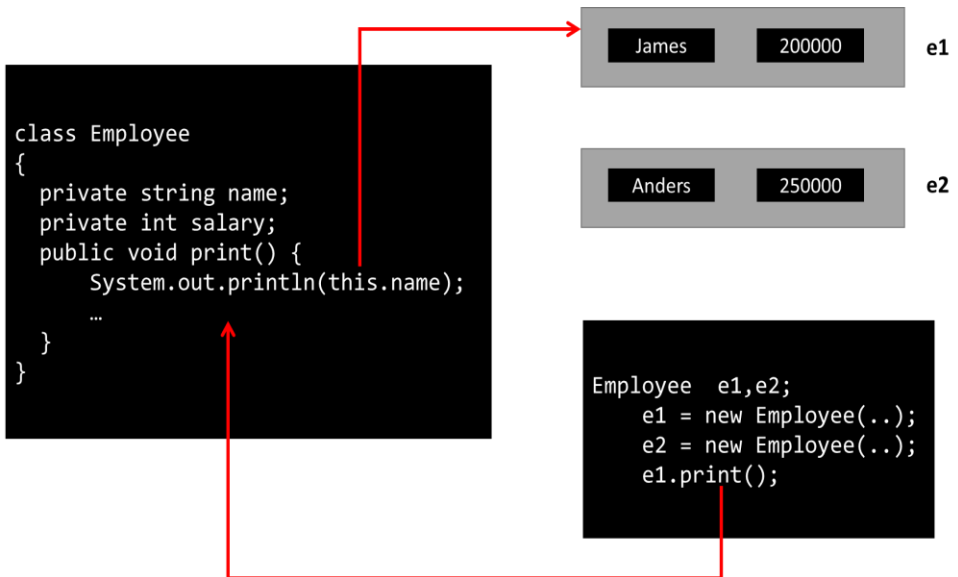 James 200000 e1
class Employee
{
private string name;
private int salary;
public void print() {
System.out.println(this.name);
…
}
}
Anders 250000 e2
Employee e1,e2;
e1 = new Employee(..);
e2 = new Employee(..);
e1.print();